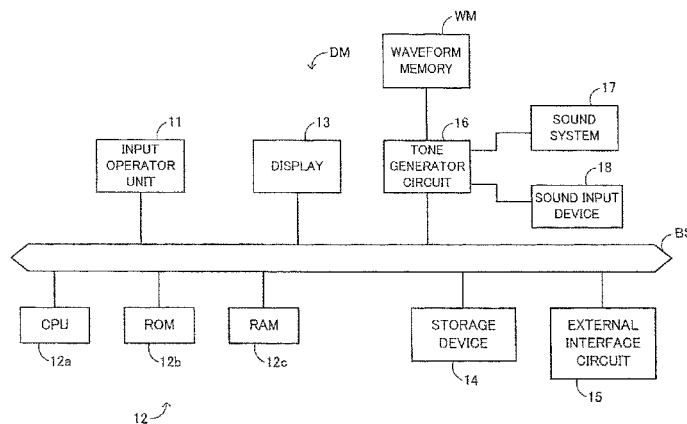 WM
DM
WAVEFORM
MEMORY
17
11
13
16
SOUND
SYSTEM
INPUT
OPERATOR
UNIT
DISPLAY
TONE
GENERATOR
CIRCUIT
18
SOUND INPUT
DEVICE
BS
CPU
ROM
RAM
STORAGE
DEVICE
EXTERNAL
INTERFACE
CIRCUIT
12a
12b
12c
14
15
12